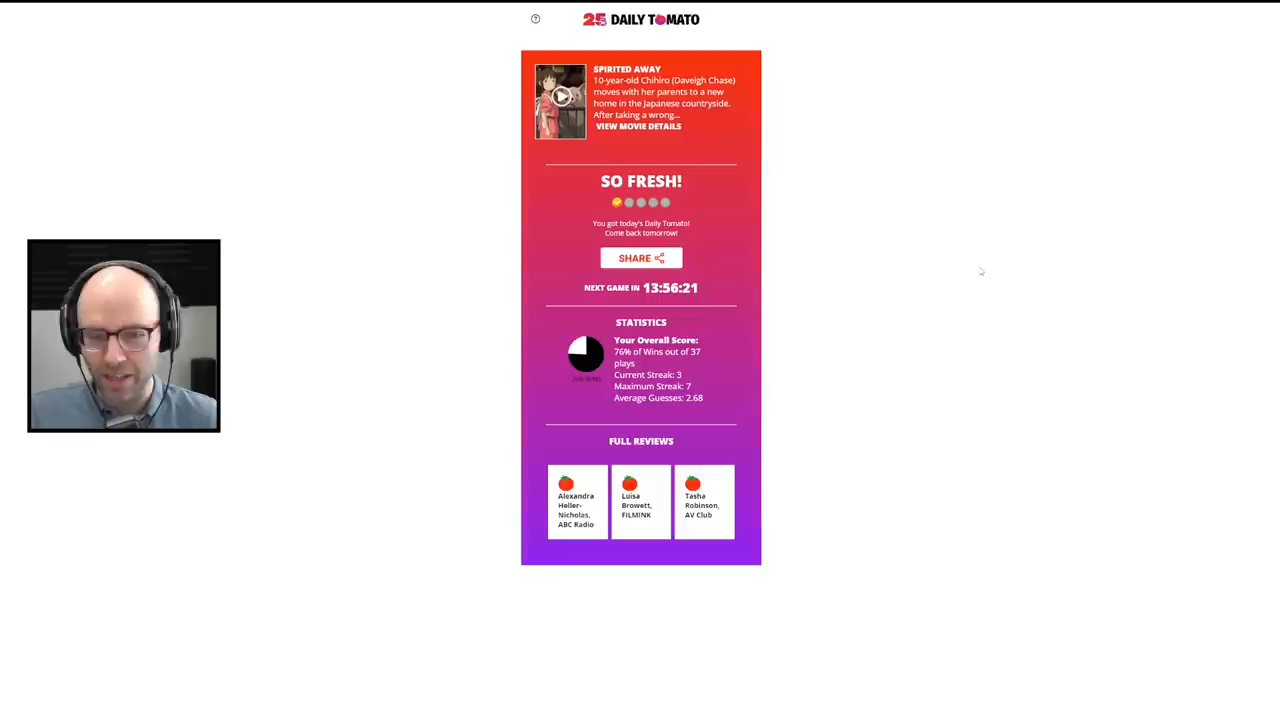 25 DAILY TOMATO
SPIRITED AWAY
10-year-old Chihiro (Daveigh Chase)
moves with her parents to a new
home in the Japanese countryside.
After taking a wrong...
VIEW MOVIE DETAILS
SO FRESH!
You got today's Daily Tomato!
Come back tomorrow!
SHARE
NEXT GAME IN 13:56:21
STATISTICS
Your Overall Score:
76% of Wins out of 37
plays
Current Streak: 3
Maximum Streak: 7
Average Guesses: 2.68
FULL REVIEWS
Alexandra
Heller-
Nicholas,
ABC Radio
Luisa
Browett,
FILMINK
Tasha
Robinson,
AV Club